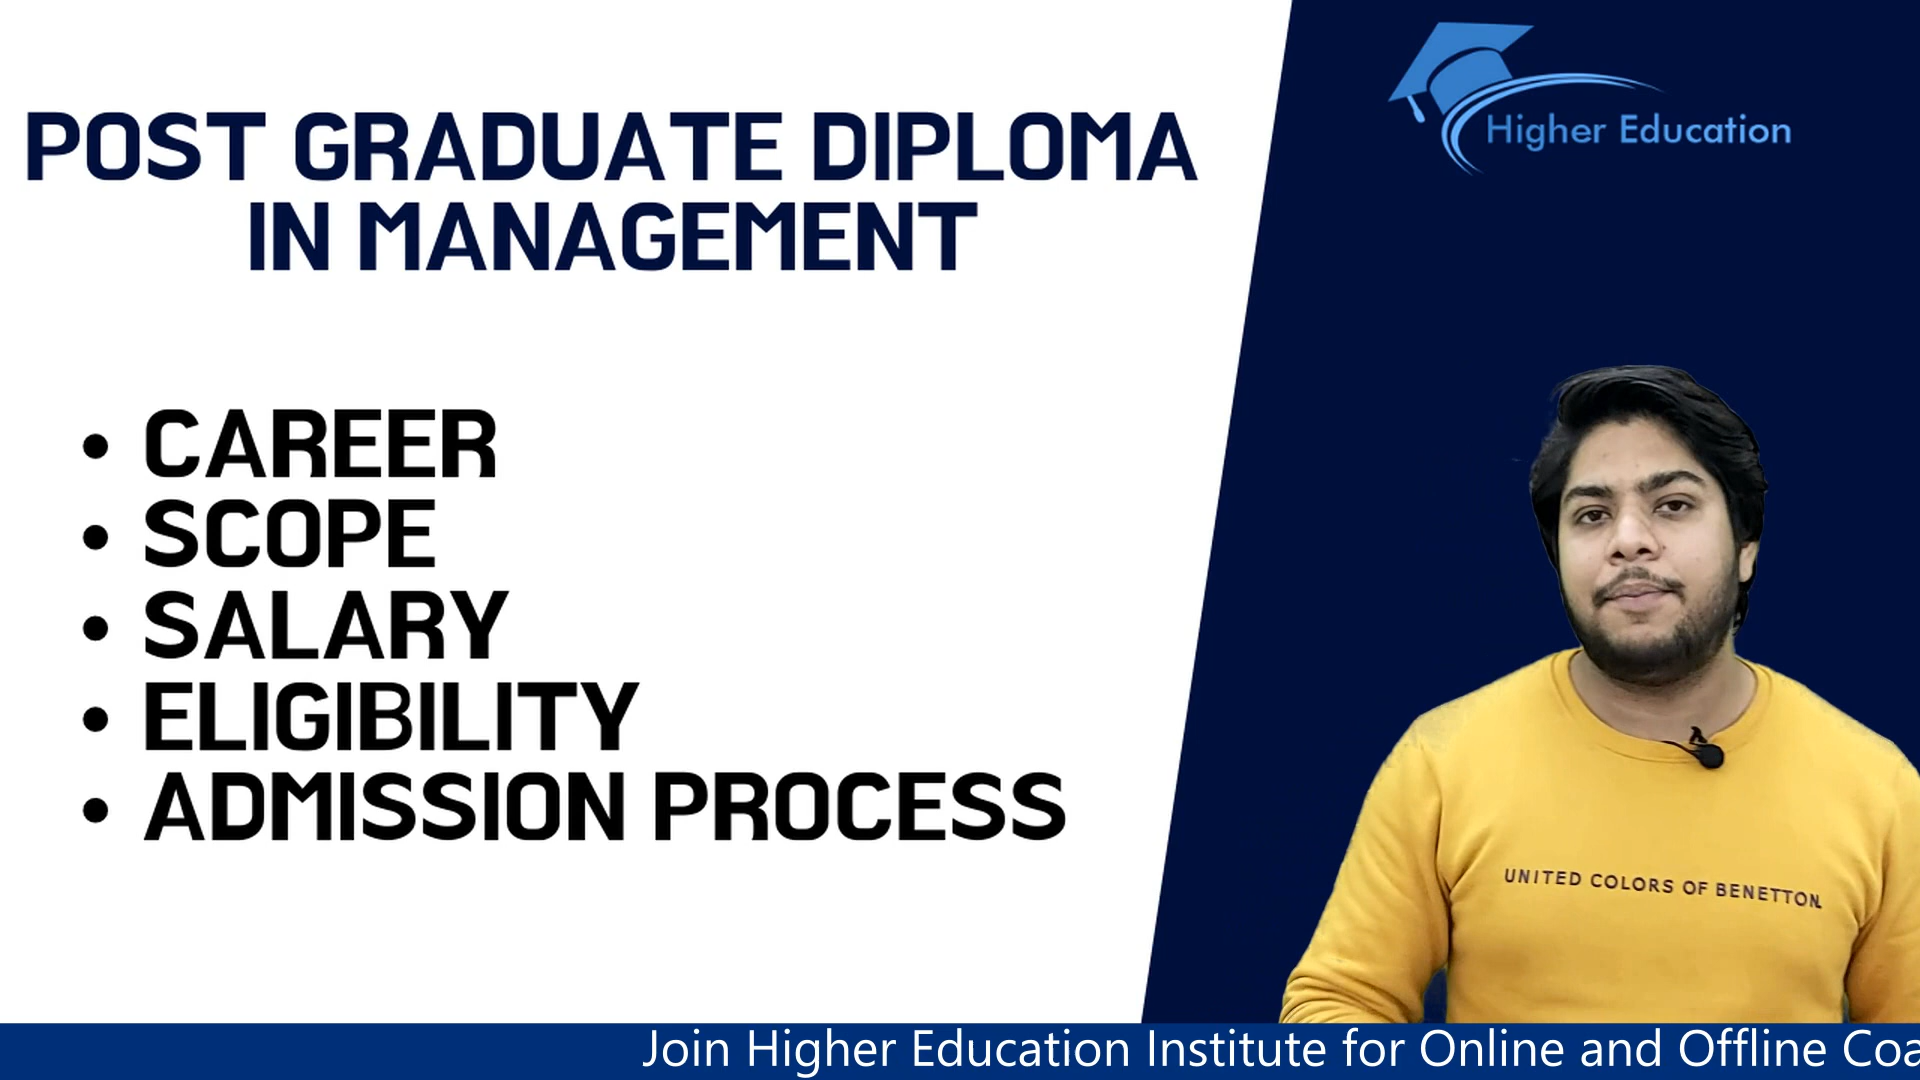 POST GRADUATE DIPLOMA
IN MANAGEMENT
Higher Education
• CAREER
• SCOPE
• SALARY
• ELIGIBILITY
• ADMISSION PROCESS
UNITED COLORS OF BENETTON.
Join Higher Education Institute for Online and Offline Coa